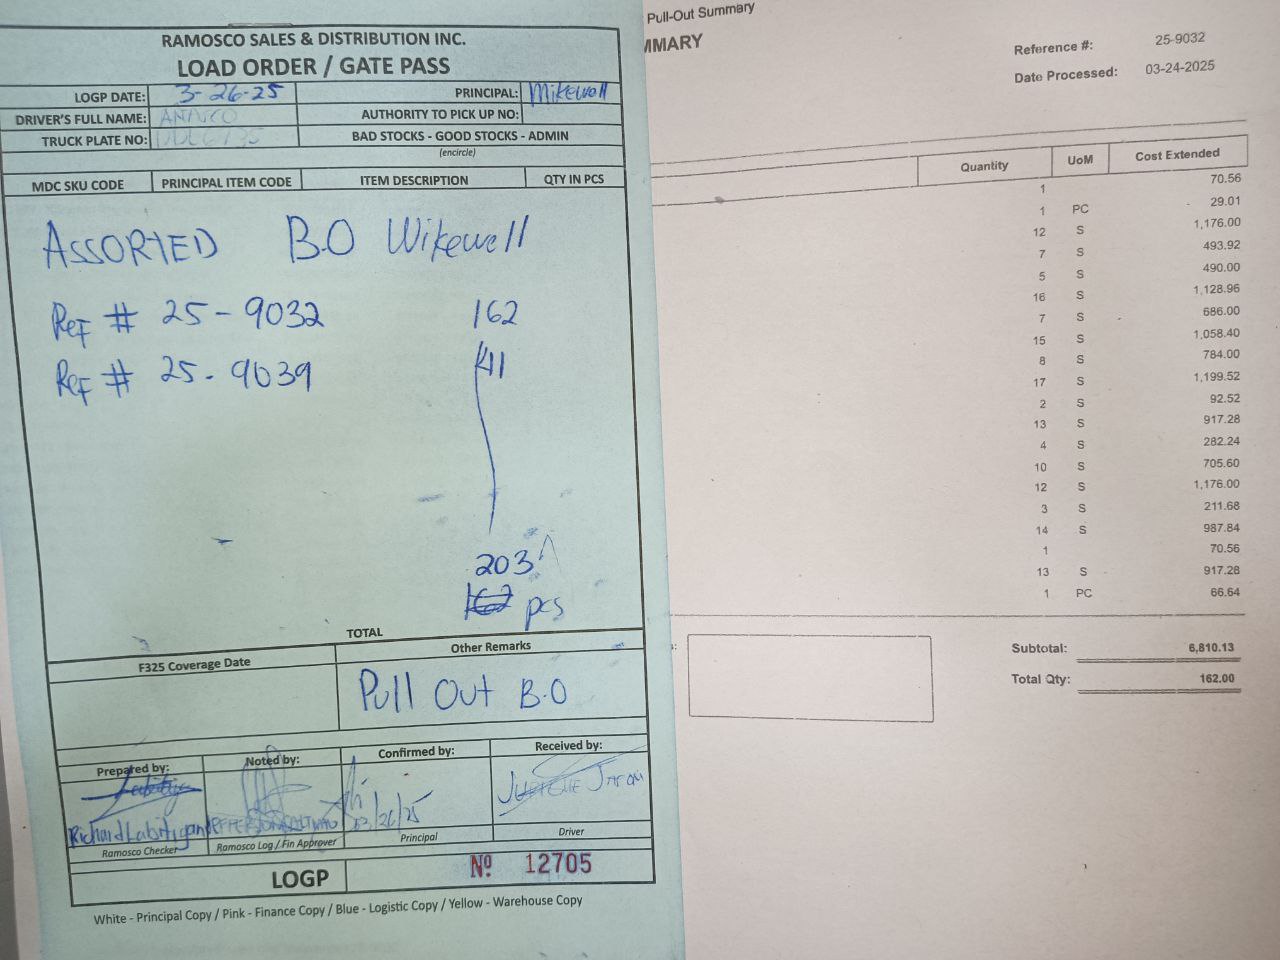 RAMOSCO SALES & DISTRIBUTION INC.
LOAD ORDER / GATE PASS
LOGP DATE: 3-26-25 PRINCIPAL: Mikewell
DRIVER'S FULL NAME: AUTHORITY TO PICK UP NO:
TRUCK PLATE NO: BAD STOCKS - GOOD STOCKS - ADMIN
(encircle)
MDC SKU CODE PRINCIPAL ITEM CODE ITEM DESCRIPTION QTY IN PCS
ASSORTED B.O Wikewell
Ref # 25-9032 162
Ref # 25-9039 41
203
pcs
TOTAL
F325 Coverage Date Other Remarks
Pull Out B.O
Prepared by: Noted by: Confirmed by: Received by:
Richard Labitigan 03/26/25
Ramosco Checker Ramosco Log / Fin Approver Principal Driver
LOGP Nº 12705
White - Principal Copy / Pink - Finance Copy / Blue - Logistic Copy / Yellow - Warehouse Copy
Pull-Out Summary
MMARY
Reference #: 25-9032
Date Processed: 03-24-2025
Quantity UoM Cost Extended
1 70.56
1 PC 29.01
12 S 1,176.00
7 S 493.92
5 S 490.00
16 S 1,128.96
7 S 686.00
15 S 1,058.40
8 S 784.00
17 S 1,199.52
2 S 92.52
13 S 917.28
4 S 282.24
10 S 705.60
12 S 1,176.00
3 S 211.68
14 S 987.84
1 70.56
13 S 917.28
1 PC 66.64
Subtotal: 6,810.13
Total Qty: 162.00